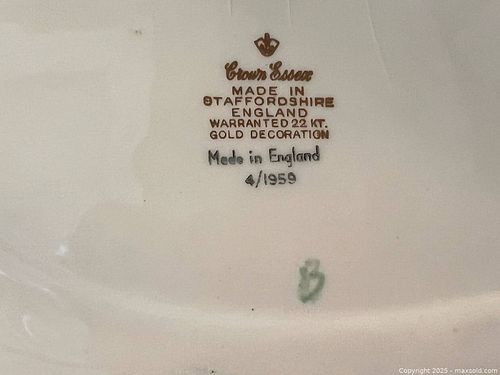 Crown Essex
MADE IN
STAFFORDSHIRE
ENGLAND
WARRANTED 22 KT.
GOLD DECORATION
Made in England
4/1959
B
Copyright 2025 - maxsold.com